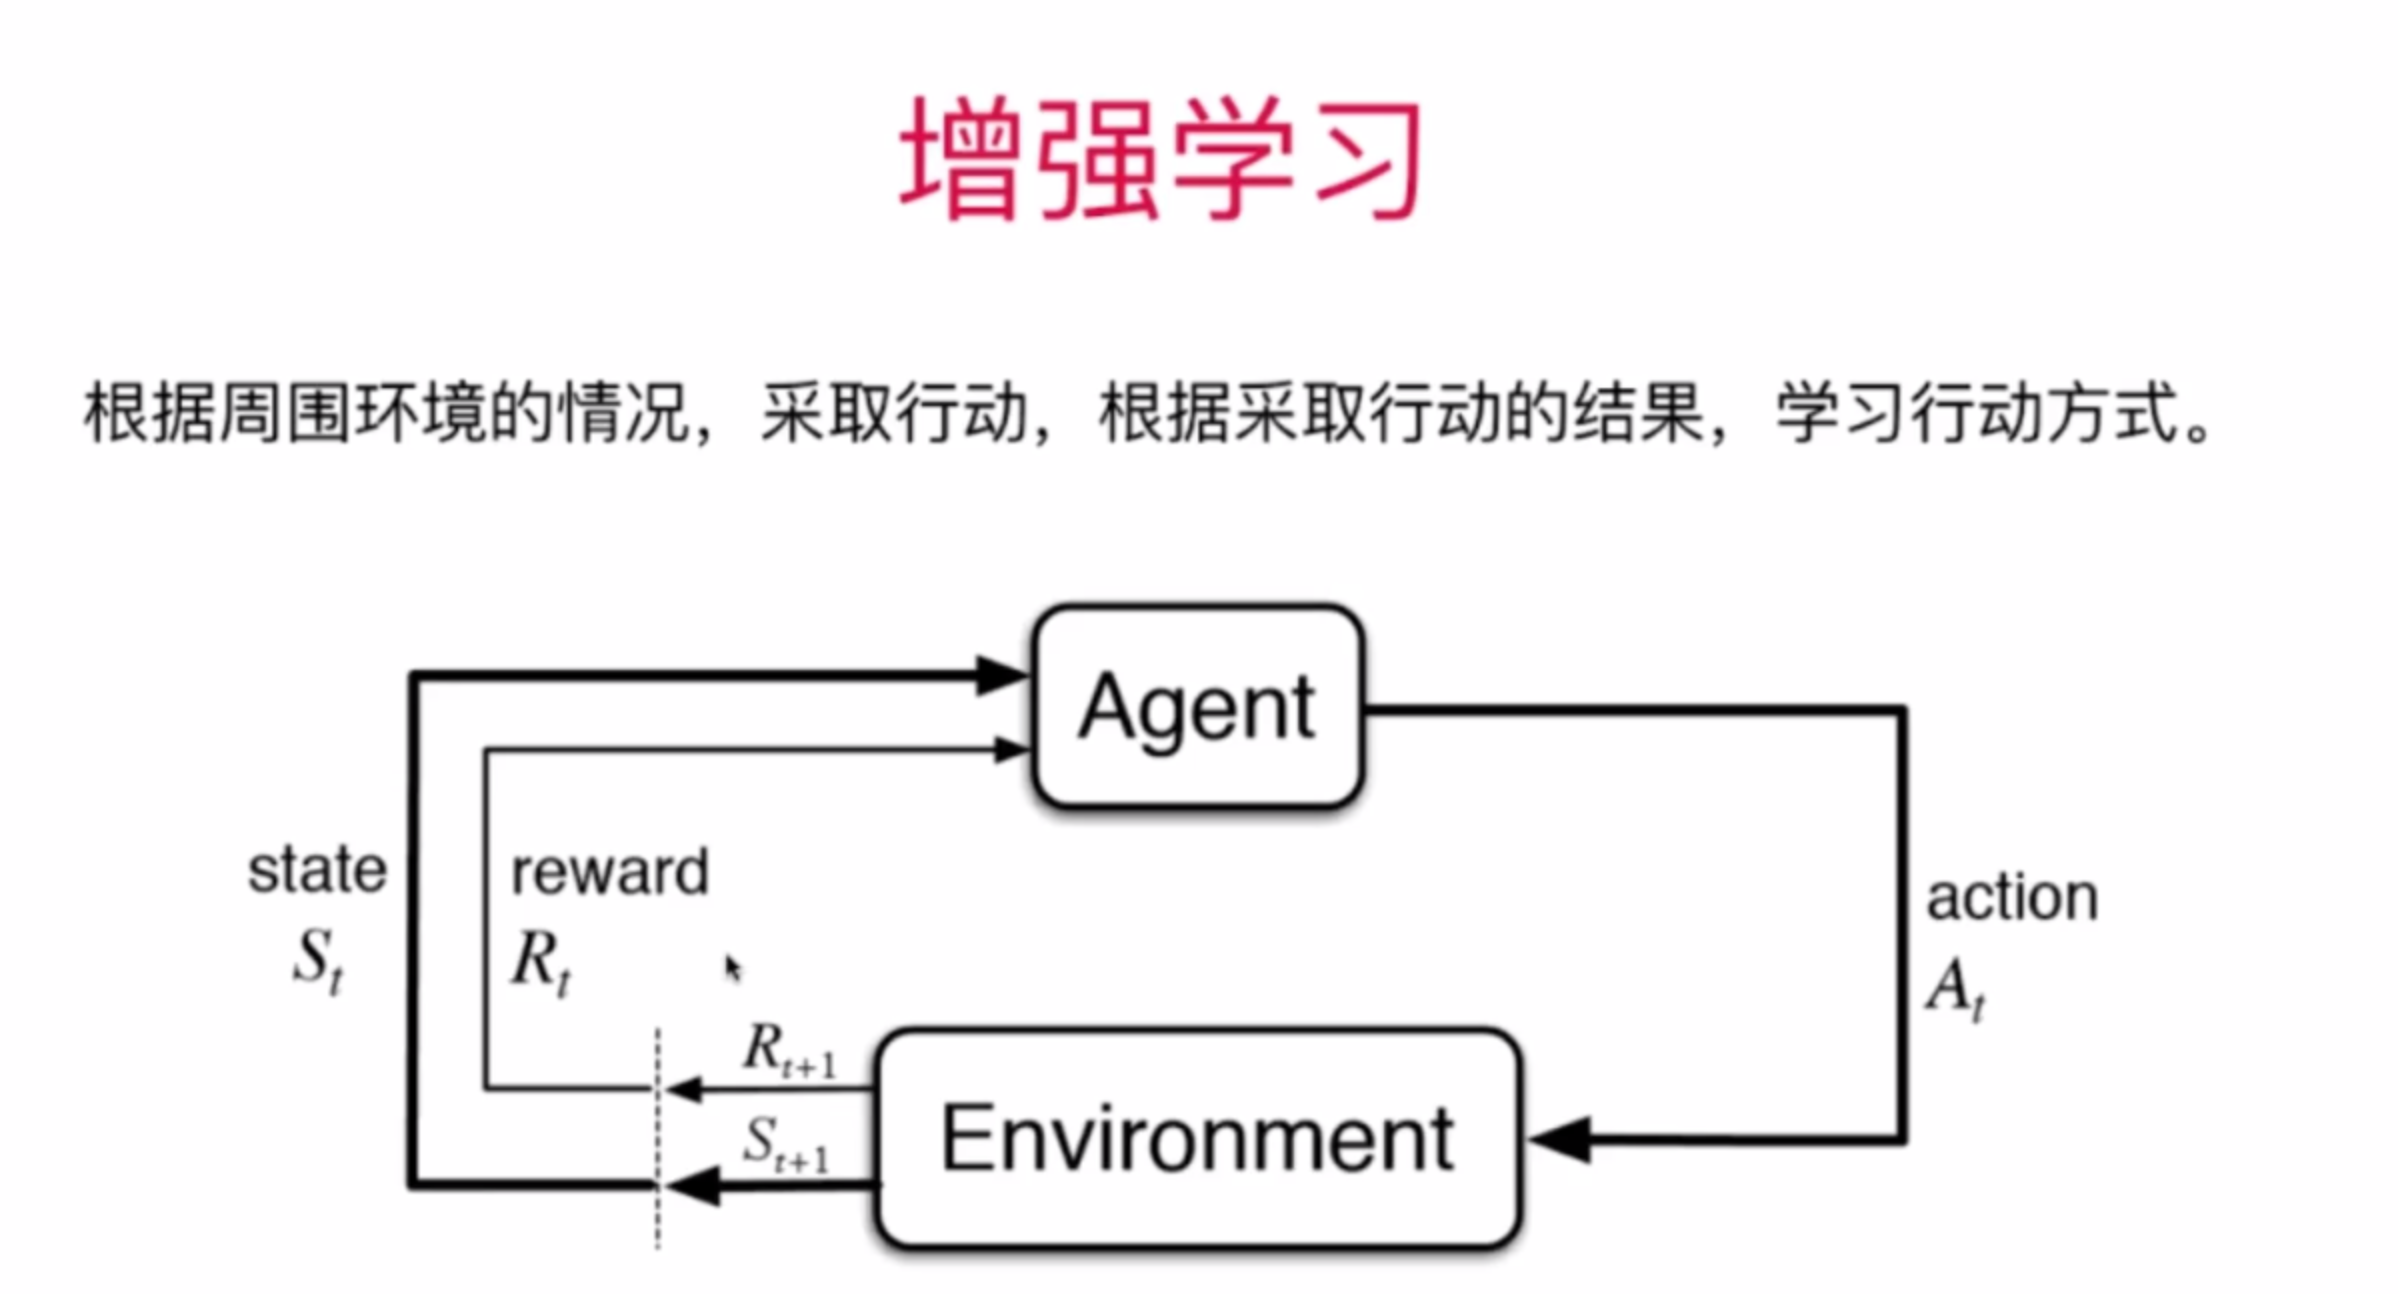 增强学习
根据周围环境的情况，采取行动，根据采取行动的结果，学习行动方式。
Agent
state
S_t
reward
R_t
action
A_t
R_{t+1}
S_{t+1}
Environment